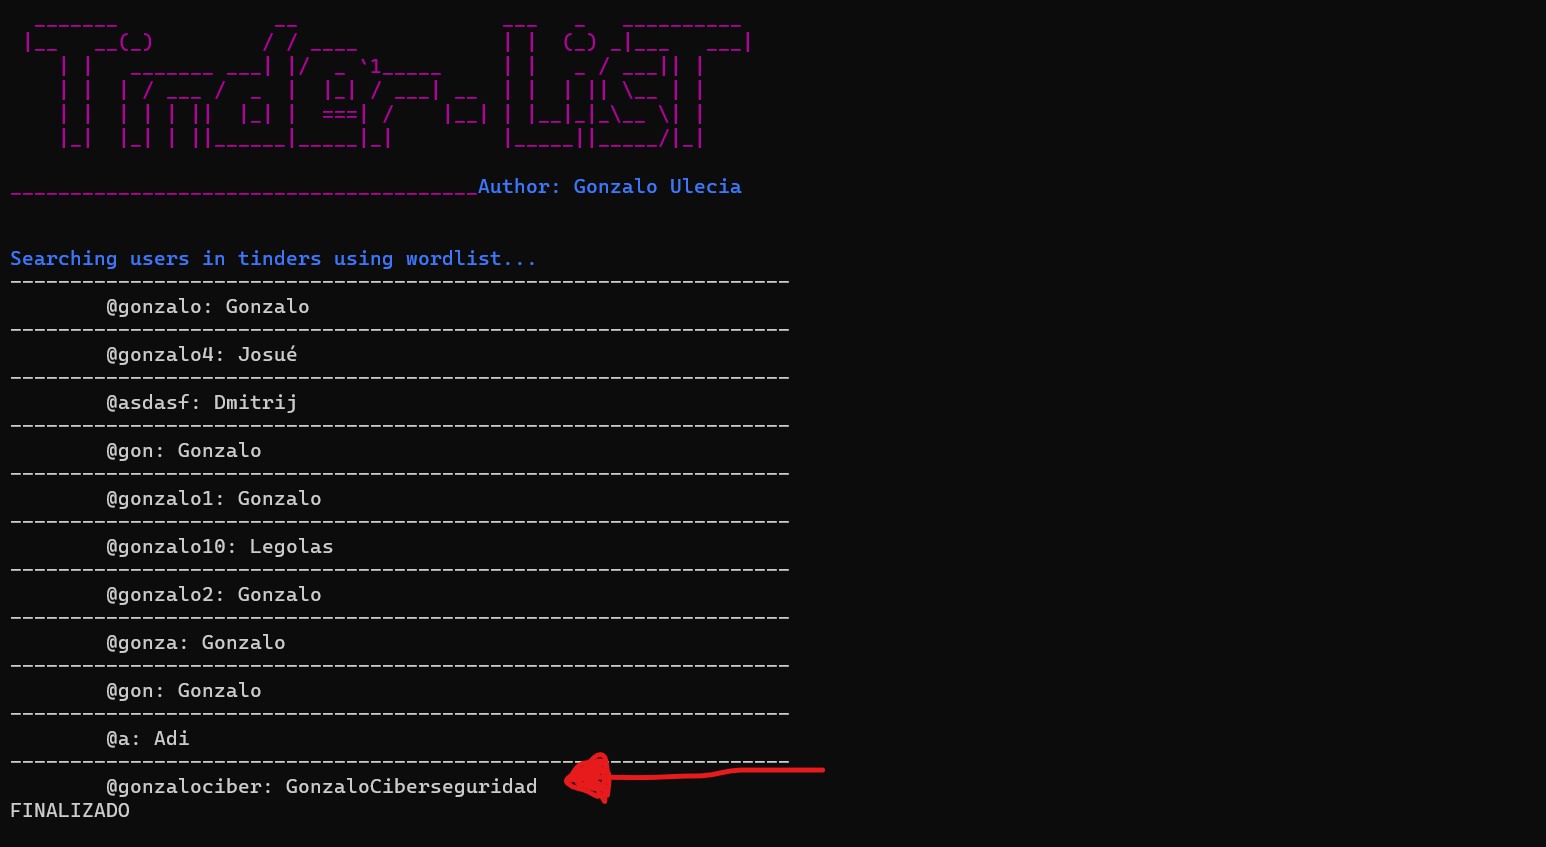 Tinder-LiST
Author: Gonzalo Ulecia
Searching users in tinders using wordlist...
@gonzalo: Gonzalo
@gonzalo4: Josué
@asdasf: Dmitrij
@gon: Gonzalo
@gonzalo1: Gonzalo
@gonzalo10: Legolas
@gonzalo2: Gonzalo
@gonza: Gonzalo
@gon: Gonzalo
@a: Adi
@gonzalociber: GonzaloCiberseguridad
FINALIZADO